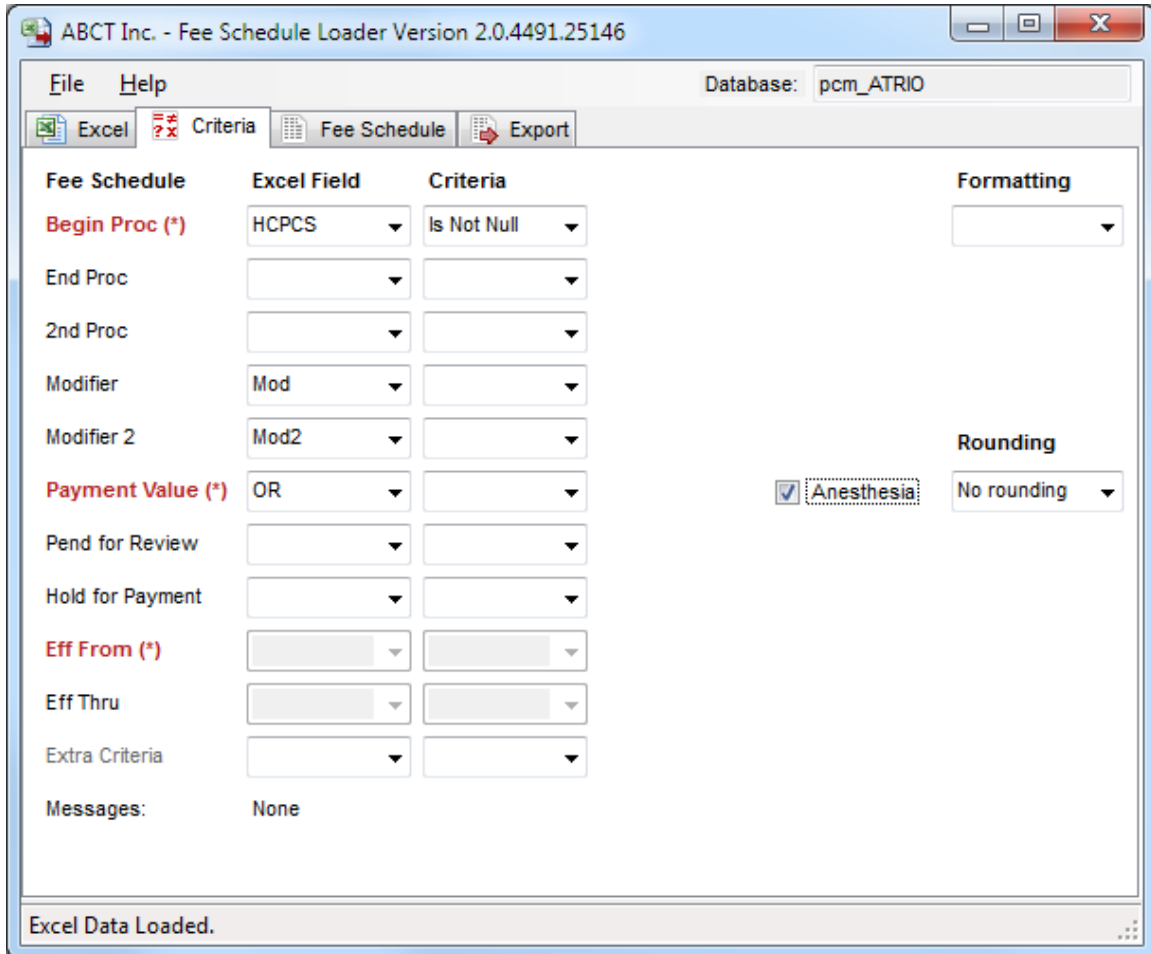 ABCT Inc. - Fee Schedule Loader Version 2.0.4491.25146
File Help Database: pcm_ATRIO
Excel Criteria Fee Schedule Export
Fee Schedule Excel Field Criteria Formatting
Begin Proc (*) HCPCS Is Not Null
End Proc
2nd Proc
Modifier Mod
Modifier 2 Mod2 Rounding
Payment Value (*) OR Anesthesia No rounding
Pend for Review
Hold for Payment
Eff From (*)
Eff Thru
Extra Criteria
Messages: None
Excel Data Loaded.